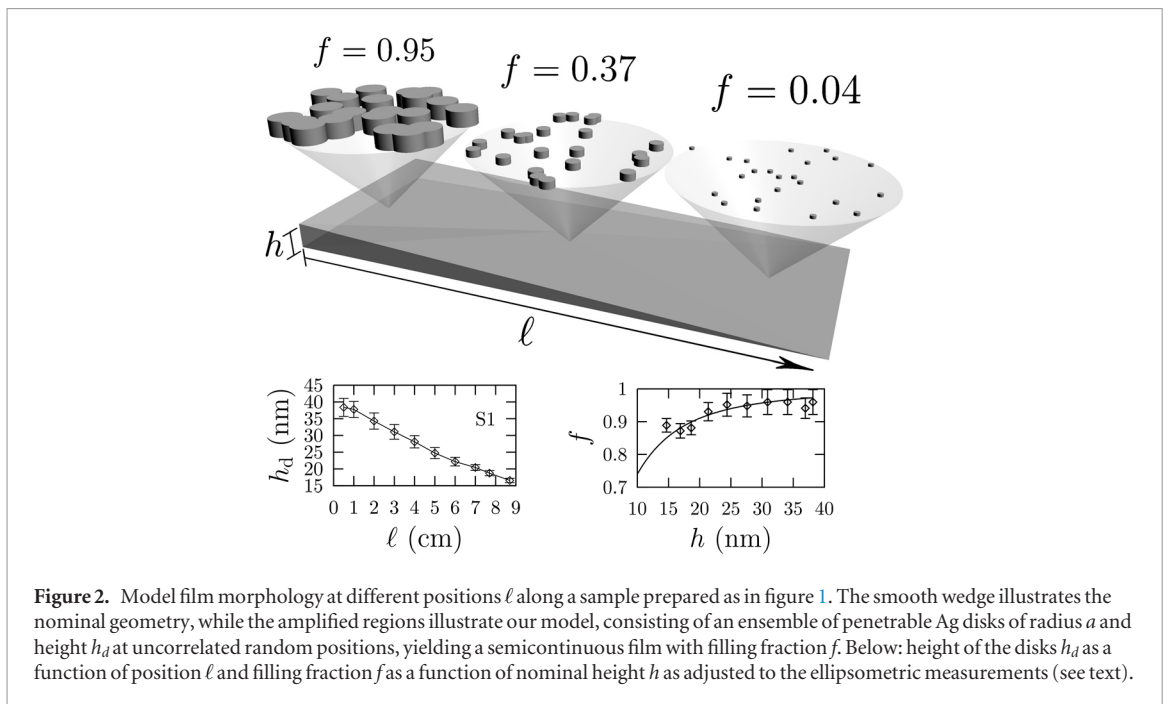 f = 0.95
f = 0.37
f = 0.04
h
ℓ
45
40
35
30
25
20
15
h_d (nm)
S1
0 1 2 3 4 5 6 7 8 9
ℓ (cm)
1
0.9
0.8
0.7
f
10 15 20 25 30 35 40
h (nm)
Figure 2. Model film morphology at different positions ℓ along a sample prepared as in figure 1. The smooth wedge illustrates the
nominal geometry, while the amplified regions illustrate our model, consisting of an ensemble of penetrable Ag disks of radius a and
height h_d at uncorrelated random positions, yielding a semicontinuous film with filling fraction f. Below: height of the disks h_d as a
function of position ℓ and filling fraction f as a function of nominal height h as adjusted to the ellipsometric measurements (see text).